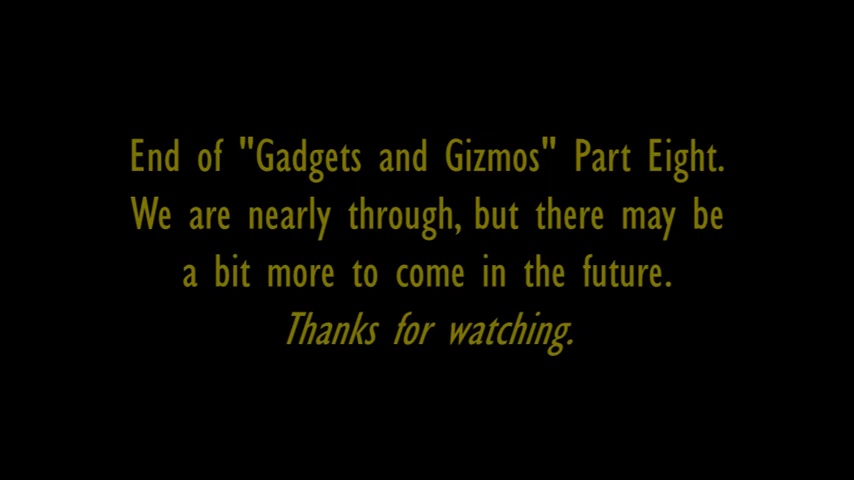 End of "Gadgets and Gizmos" Part Eight.
We are nearly through, but there may be
a bit more to come in the future.
Thanks for watching.